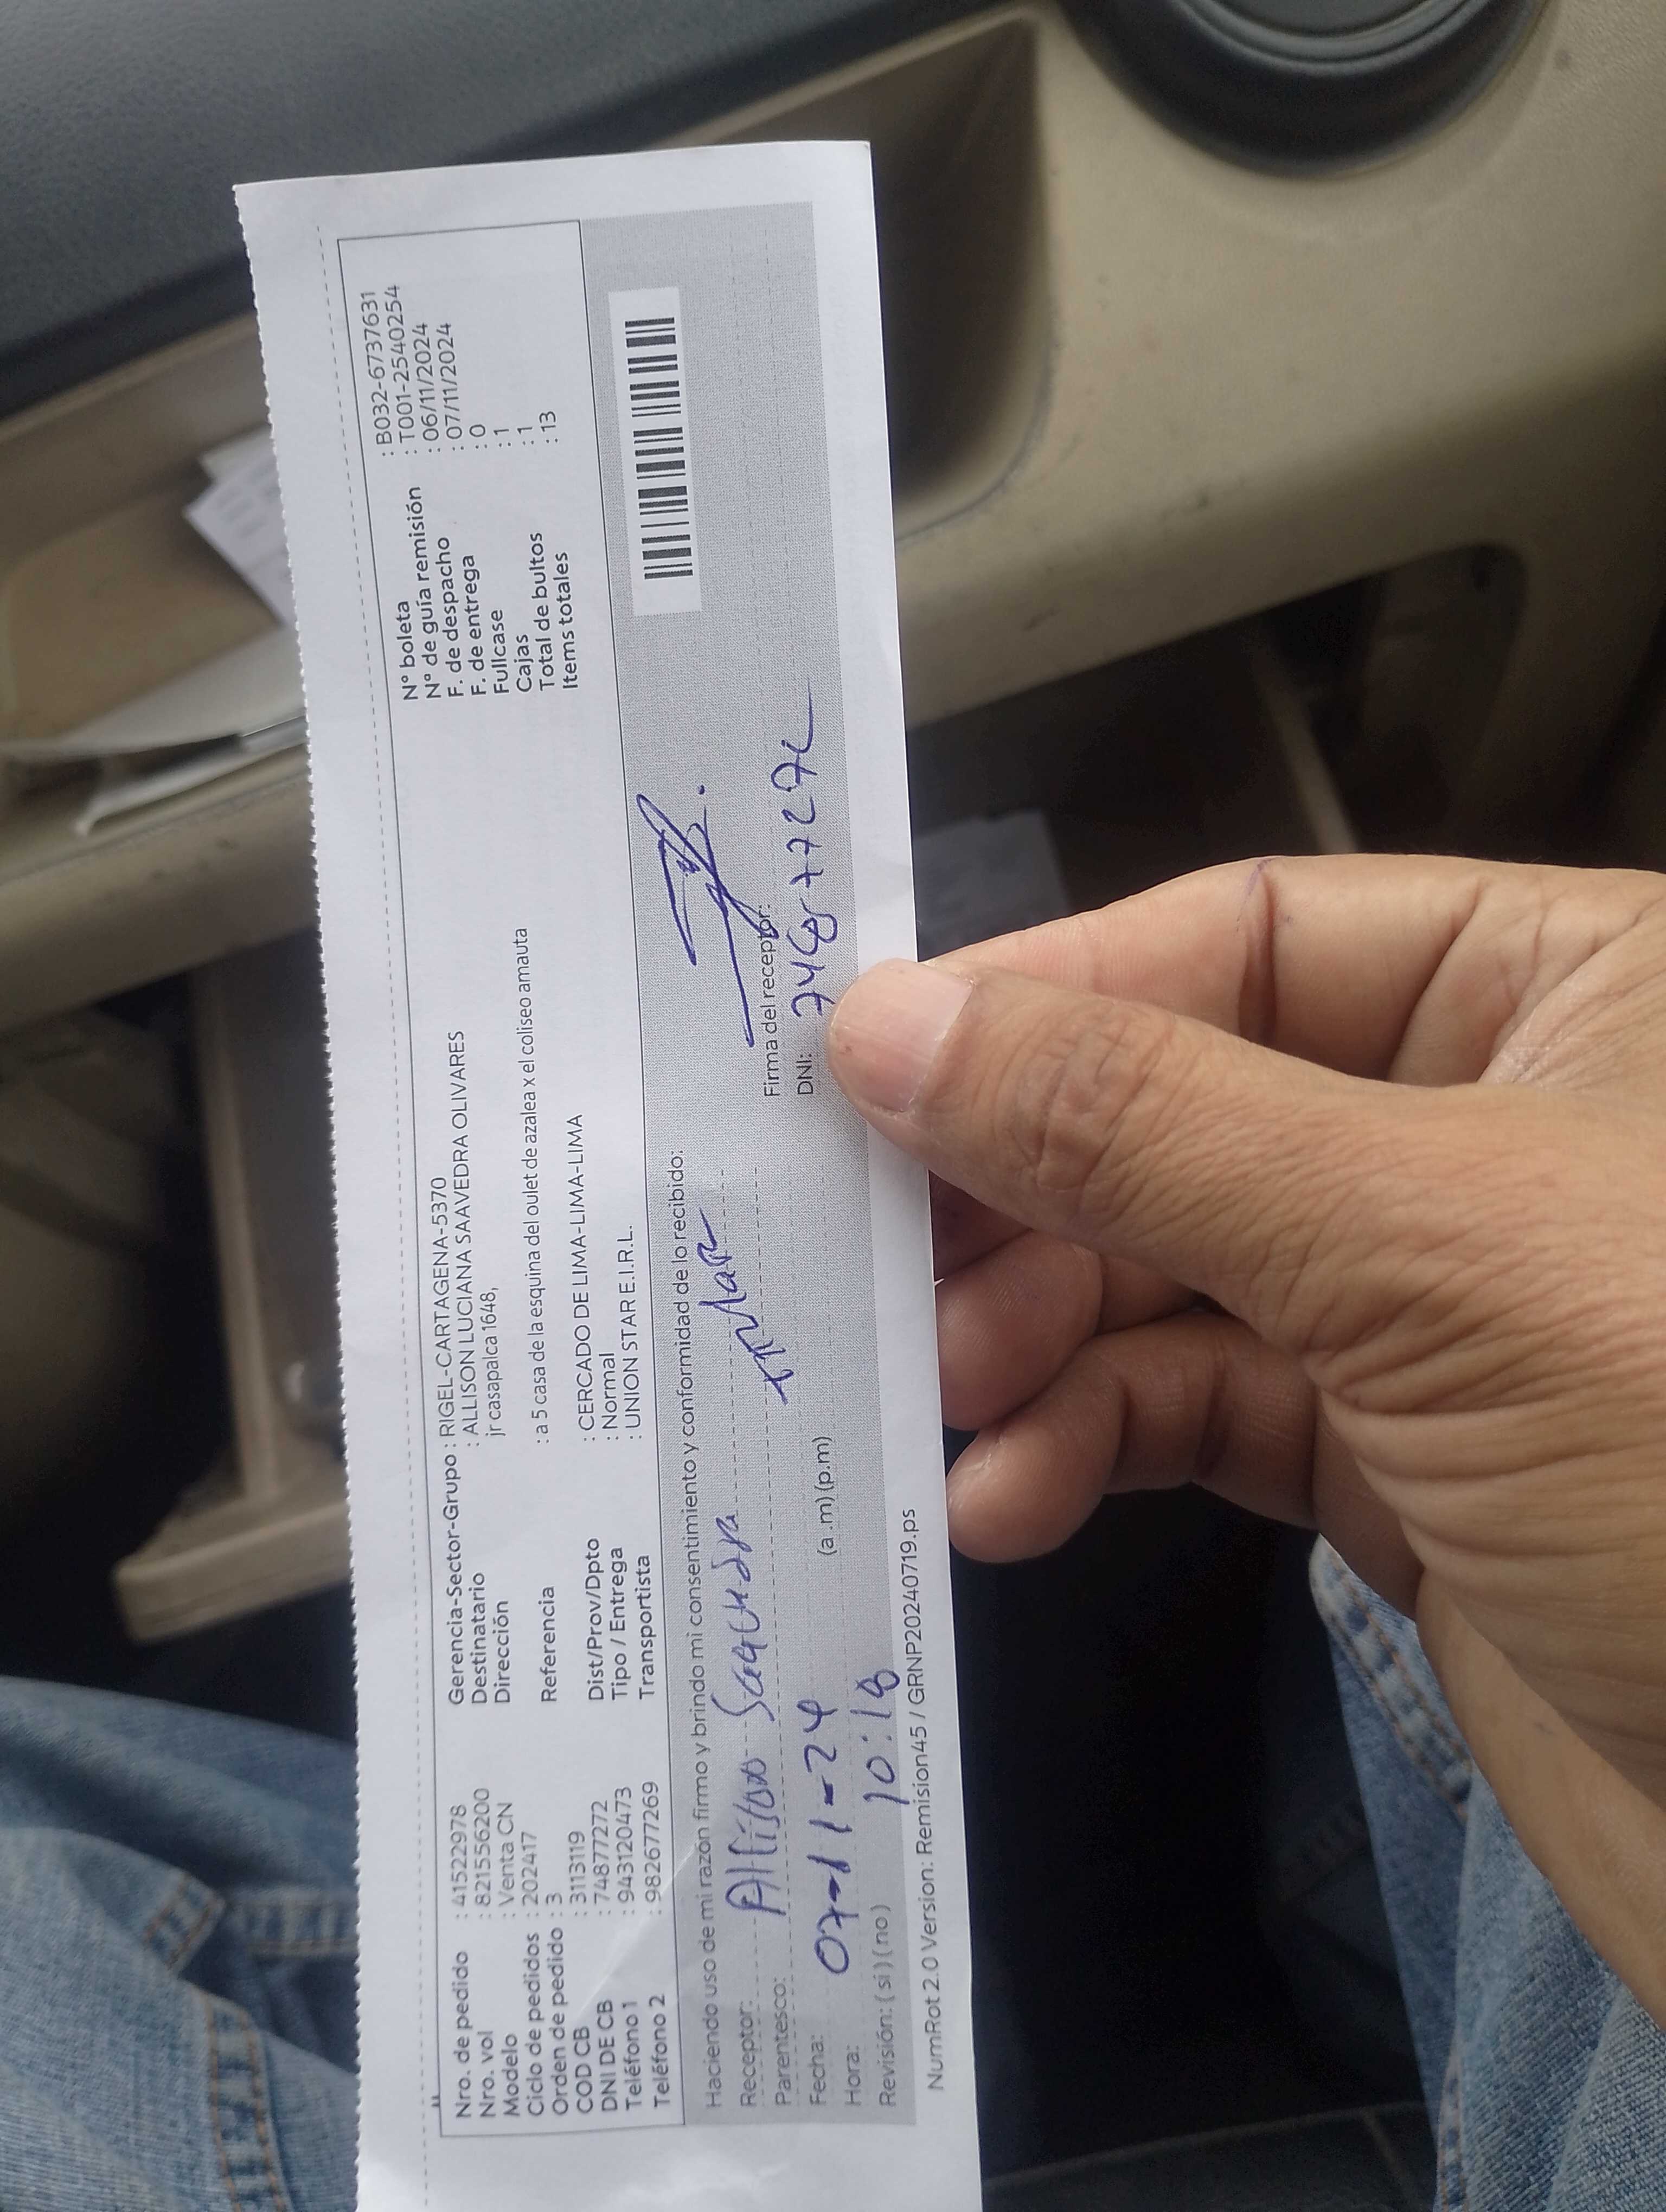 Nro. de pedido : 41522978
Nro. vol : 821556200
Modelo : Venta CN
Ciclo de pedidos : 202417
Orden de pedido : 3
COD CB : 3113119
DNI DE CB : 74877272
Teléfono 1 : 943120473
Teléfono 2 : 982677269
Gerencia-Sector-Grupo : RIGEL-CARTAGENA-5370
Destinatario : ALLISON LUCIANA SAAVEDRA OLIVARES
Dirección jr casapalca 1648,
Referencia : a 5 casa de la esquina del oulet de azalea x el coliseo amauta
Dist/Prov/Dpto : CERCADO DE LIMA-LIMA-LIMA
Tipo / Entrega : Normal
Transportista : UNION STAR E.I.R.L.
N° boleta : B032-6737631
N° de guía remisión : T001-2540254
F. de despacho : 06/11/2024
F. de entrega : 07/11/2024
Fullcase : 0
Cajas : 1
Total de bultos : 1
Items totales : 13
Haciendo uso de mi razón firmo y brindo mi consentimiento y conformidad de lo recibido:
Receptor: Allison Saavedra
Parentesco: titular
Fecha: 07-11-24 (a.m) (p.m)
Hora: 10:18
Revisión: ( si ) ( no )
Firma del receptor:
DNI: 74877272
NumRot 2.0 Version: Remision45 / GRNP20240719.ps